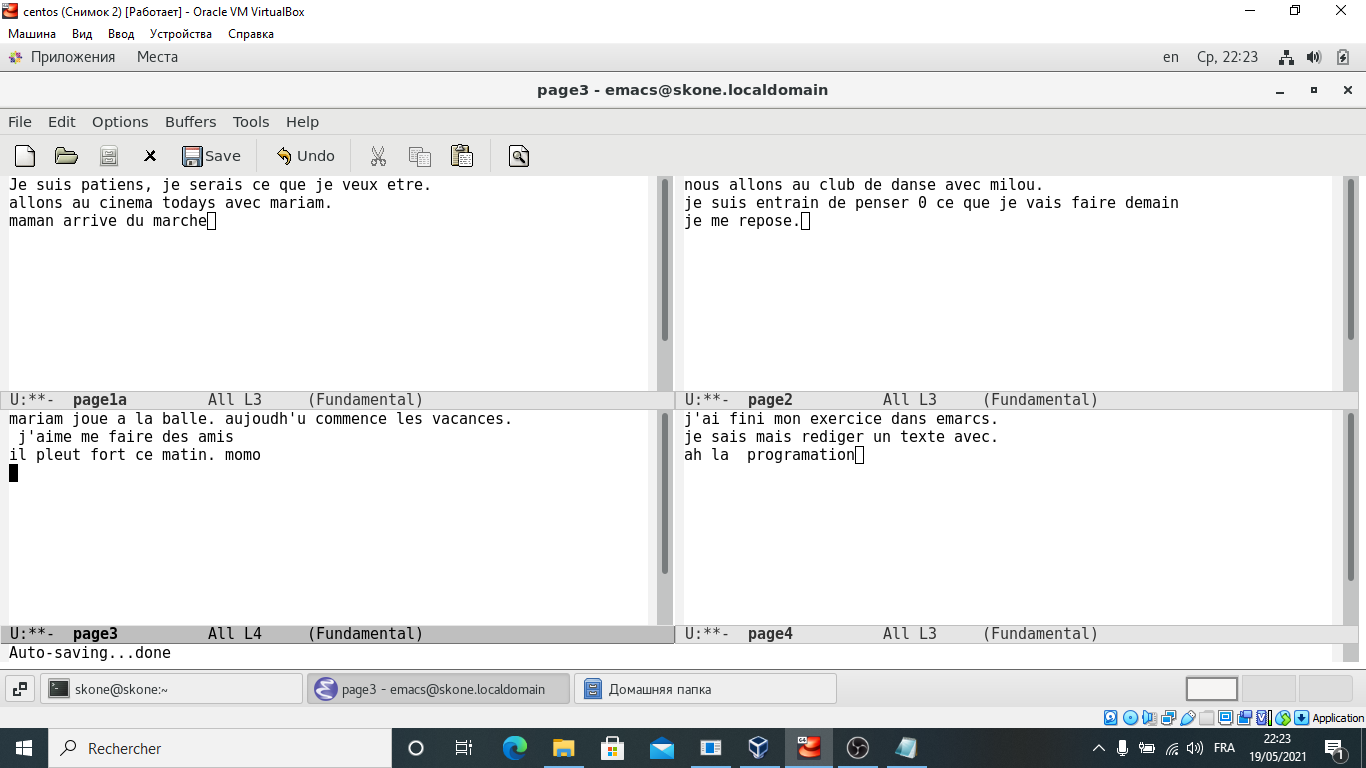 centos (Снимок 2) [Работает] - Oracle VM VirtualBox
Машина Вид Ввод Устройства Справка
Приложения Места en Ср, 22:23
page3 - emacs@skone.localdomain
File Edit Options Buffers Tools Help
Save Undo
Je suis patiens, je serais ce que je veux etre.
allons au cinema todays avec mariam.
maman arrive du marche
U:**- page1a All L3 (Fundamental)
nous allons au club de danse avec milou.
je suis entrain de penser 0 ce que je vais faire demain
je me repose.
U:**- page2 All L3 (Fundamental)
mariam joue a la balle. aujoudh'u commence les vacances.
j'aime me faire des amis
il pleut fort ce matin. momo
U:**- page3 All L4 (Fundamental)
j'ai fini mon exercice dans emarcs.
je sais mais rediger un texte avec.
ah la  programation
U:**- page4 All L3 (Fundamental)
Auto-saving...done
skone@skone:~ page3 - emacs@skone.localdomain Домашняя папка
Application
Rechercher FRA 22:23
19/05/2021 1